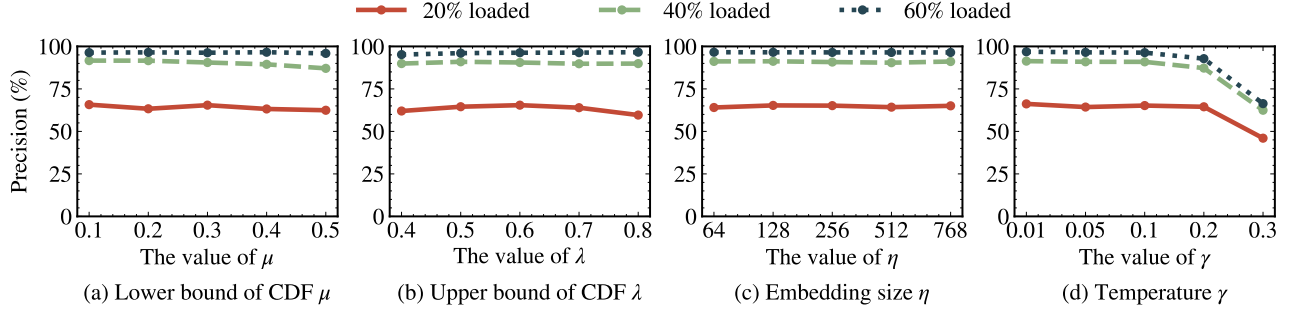 20% loaded 40% loaded 60% loaded
Precision (%)
100
75
50
25
0
0.1 0.2 0.3 0.4 0.5
The value of μ
(a) Lower bound of CDF μ
100
75
50
25
0
0.4 0.5 0.6 0.7 0.8
The value of λ
(b) Upper bound of CDF λ
100
75
50
25
0
64 128 256 512 768
The value of η
(c) Embedding size η
100
75
50
25
0
0.01 0.05 0.1 0.2 0.3
The value of γ
(d) Temperature γ